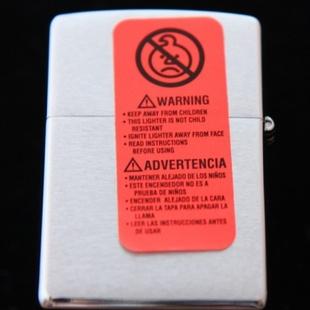 WARNING
• KEEP AWAY FROM CHILDREN
• THIS LIGHTER IS NOT CHILD
RESISTANT
• IGNITE LIGHTER AWAY FROM FACE
• READ INSTRUCTIONS
BEFORE USING
ADVERTENCIA
• MANTENER ALEJADO DE LOS NIÑOS
• ESTE ENCENDEDOR NO ES A
PRUEBA DE NIÑOS
• ENCENDER ALEJADO DE LA CARA
• CERRAR LA TAPA PARA APAGAR LA
LLAMA
• LEER LAS INSTRUCCIONES ANTES
DE USAR